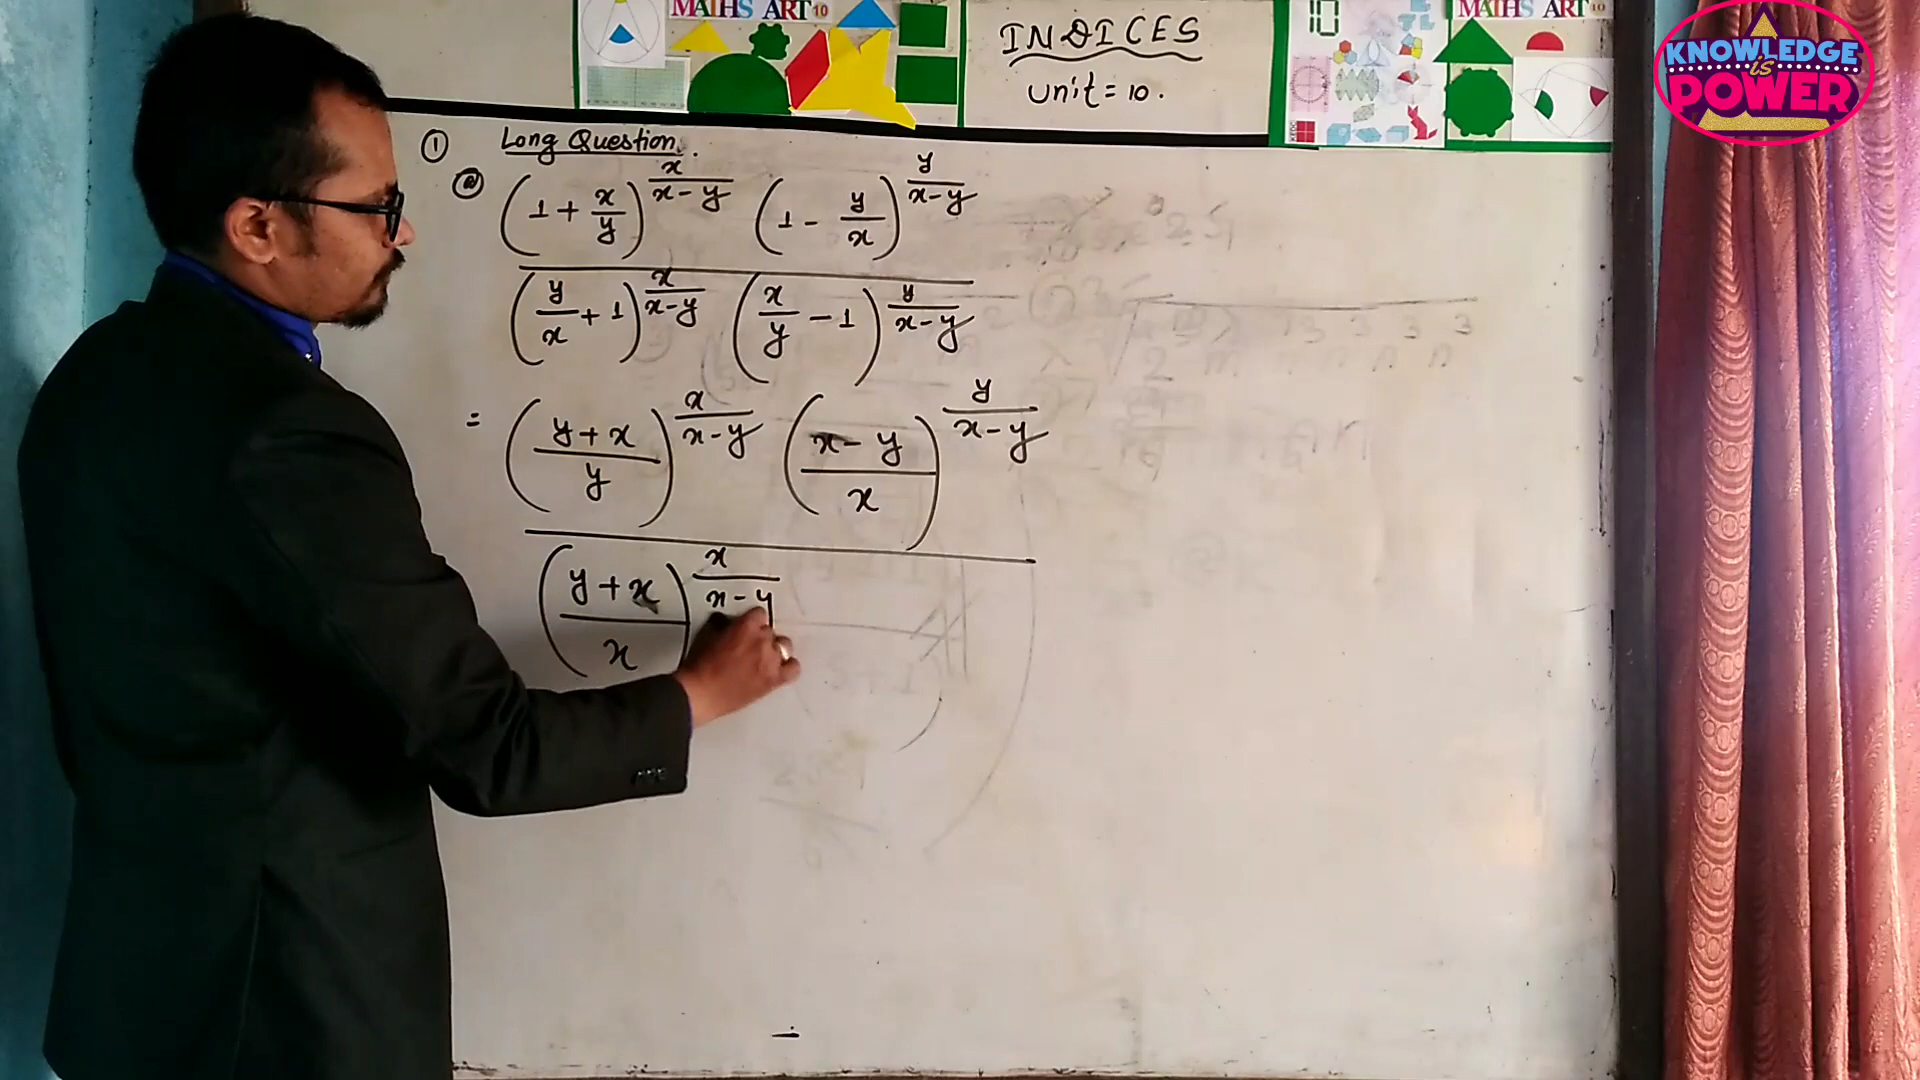 MATHS ART 10
INDICES
unit = 10.
10
MATHS ART 10
KNOWLEDGE
is
POWER
① Long Question.
ⓐ (1 + x/y)^(x/(x-y)) (1 - y/x)^(y/(x-y))
(y/x + 1)^(x/(x-y)) (x/y - 1)^(y/(x-y))
= ((y+x)/y)^(x/(x-y)) ((x-y)/x)^(y/(x-y))
((y+x)/x)^(x/(x-y))